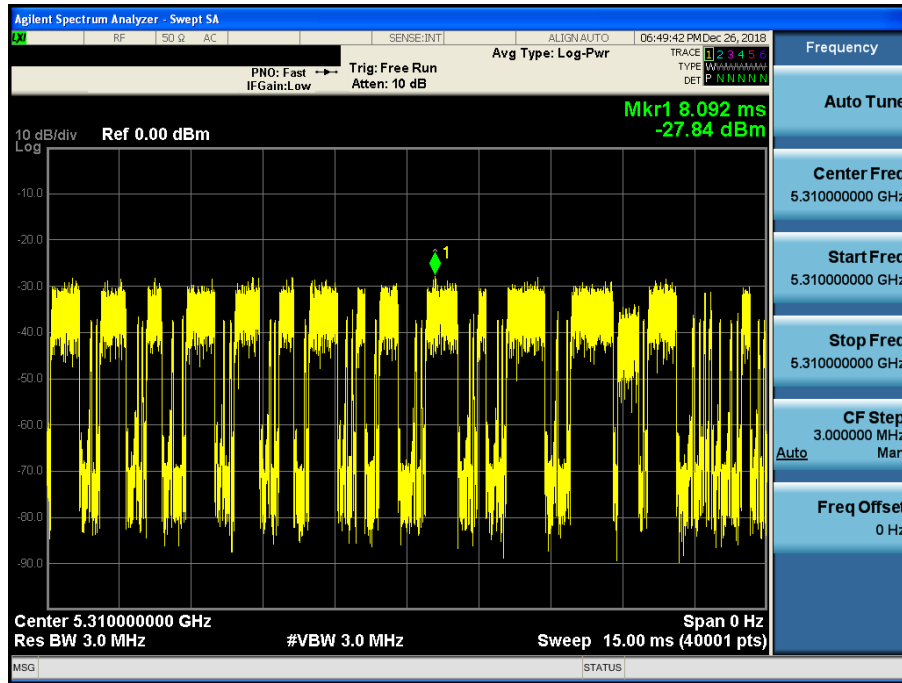 Agilent Spectrum Analyzer - Swept SA
LXI RF 50 Ω AC SENSE:INT ALIGN AUTO 06:49:42 PM Dec 26, 2018
PNO: Fast
IFGain:Low
Trig: Free Run
Atten: 10 dB
Avg Type: Log-Pwr
TRACE 1 2 3 4 5 6
TYPE WWWWWW
DET P N N N N N
Mkr1 8.092 ms
-27.84 dBm
10 dB/div Ref 0.00 dBm
Log
-10.0
-20.0
1
-30.0
-40.0
-50.0
-60.0
-70.0
-80.0
-90.0
Center 5.310000000 GHz Span 0 Hz
Res BW 3.0 MHz #VBW 3.0 MHz Sweep 15.00 ms (40001 pts)
MSG STATUS
Frequency
Auto Tune
Center Freq
5.310000000 GHz
Start Freq
5.310000000 GHz
Stop Freq
5.310000000 GHz
CF Step
3.000000 MHz
Auto Man
Freq Offset
0 Hz